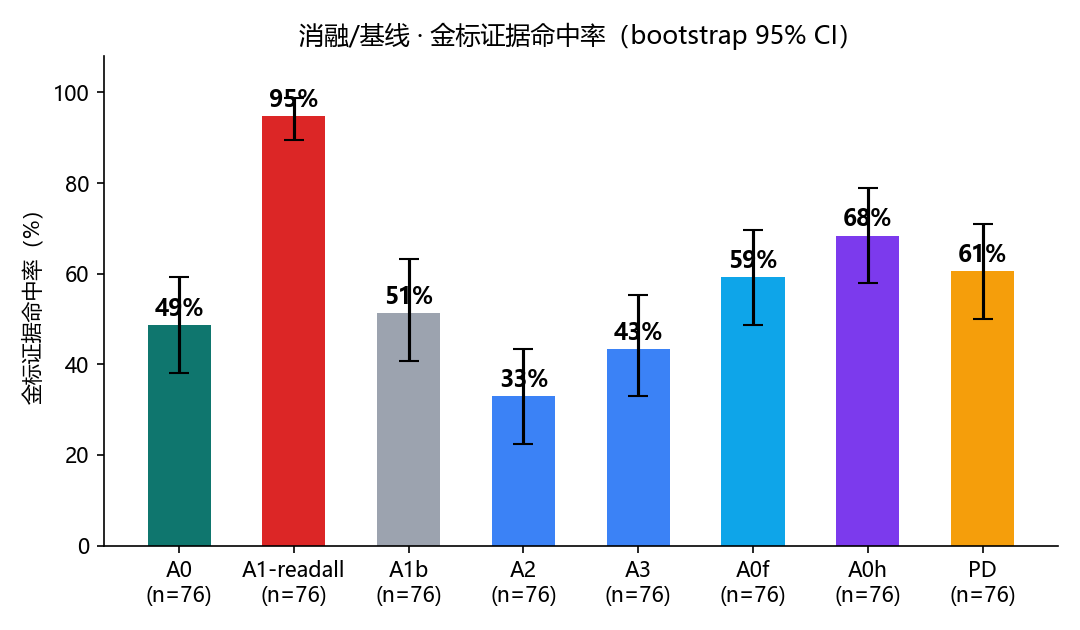 消融/基线 · 金标证据命中率（bootstrap 95% CI）
金标证据命中率（%）
100
80
60
40
20
0
49%
95%
51%
33%
43%
59%
68%
61%
A0
(n=76)
A1-readall
(n=76)
A1b
(n=76)
A2
(n=76)
A3
(n=76)
A0f
(n=76)
A0h
(n=76)
PD
(n=76)